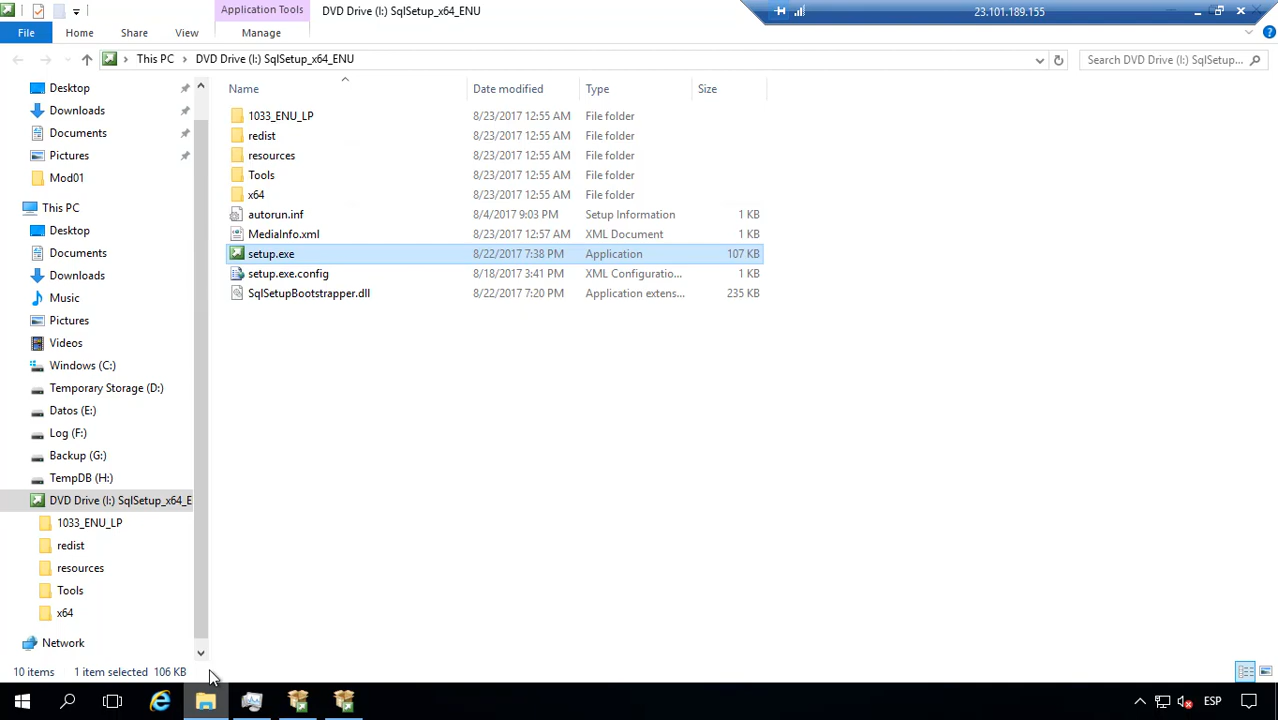 Application Tools
DVD Drive (I:) SqlSetup_x64_ENU
23.101.189.155
File
Home
Share
View
Manage
This PC
DVD Drive (I:) SqlSetup_x64_ENU
Search DVD Drive (I:) SqlSetup...
Name
Date modified
Type
Size
1033_ENU_LP 8/23/2017 12:55 AM File folder
redist 8/23/2017 12:55 AM File folder
resources 8/23/2017 12:55 AM File folder
Tools 8/23/2017 12:55 AM File folder
x64 8/23/2017 12:55 AM File folder
autorun.inf 8/4/2017 9:03 PM Setup Information 1 KB
MediaInfo.xml 8/23/2017 12:57 AM XML Document 1 KB
setup.exe 8/22/2017 7:38 PM Application 107 KB
setup.exe.config 8/18/2017 3:41 PM XML Configuratio... 1 KB
SqlSetupBootstrapper.dll 8/22/2017 7:20 PM Application extens... 235 KB
Desktop
Downloads
Documents
Pictures
Mod01
This PC
Desktop
Documents
Downloads
Music
Pictures
Videos
Windows (C:)
Temporary Storage (D:)
Datos (E:)
Log (F:)
Backup (G:)
TempDB (H:)
DVD Drive (I:) SqlSetup_x64_E
1033_ENU_LP
redist
resources
Tools
x64
Network
10 items
1 item selected 106 KB
ESP